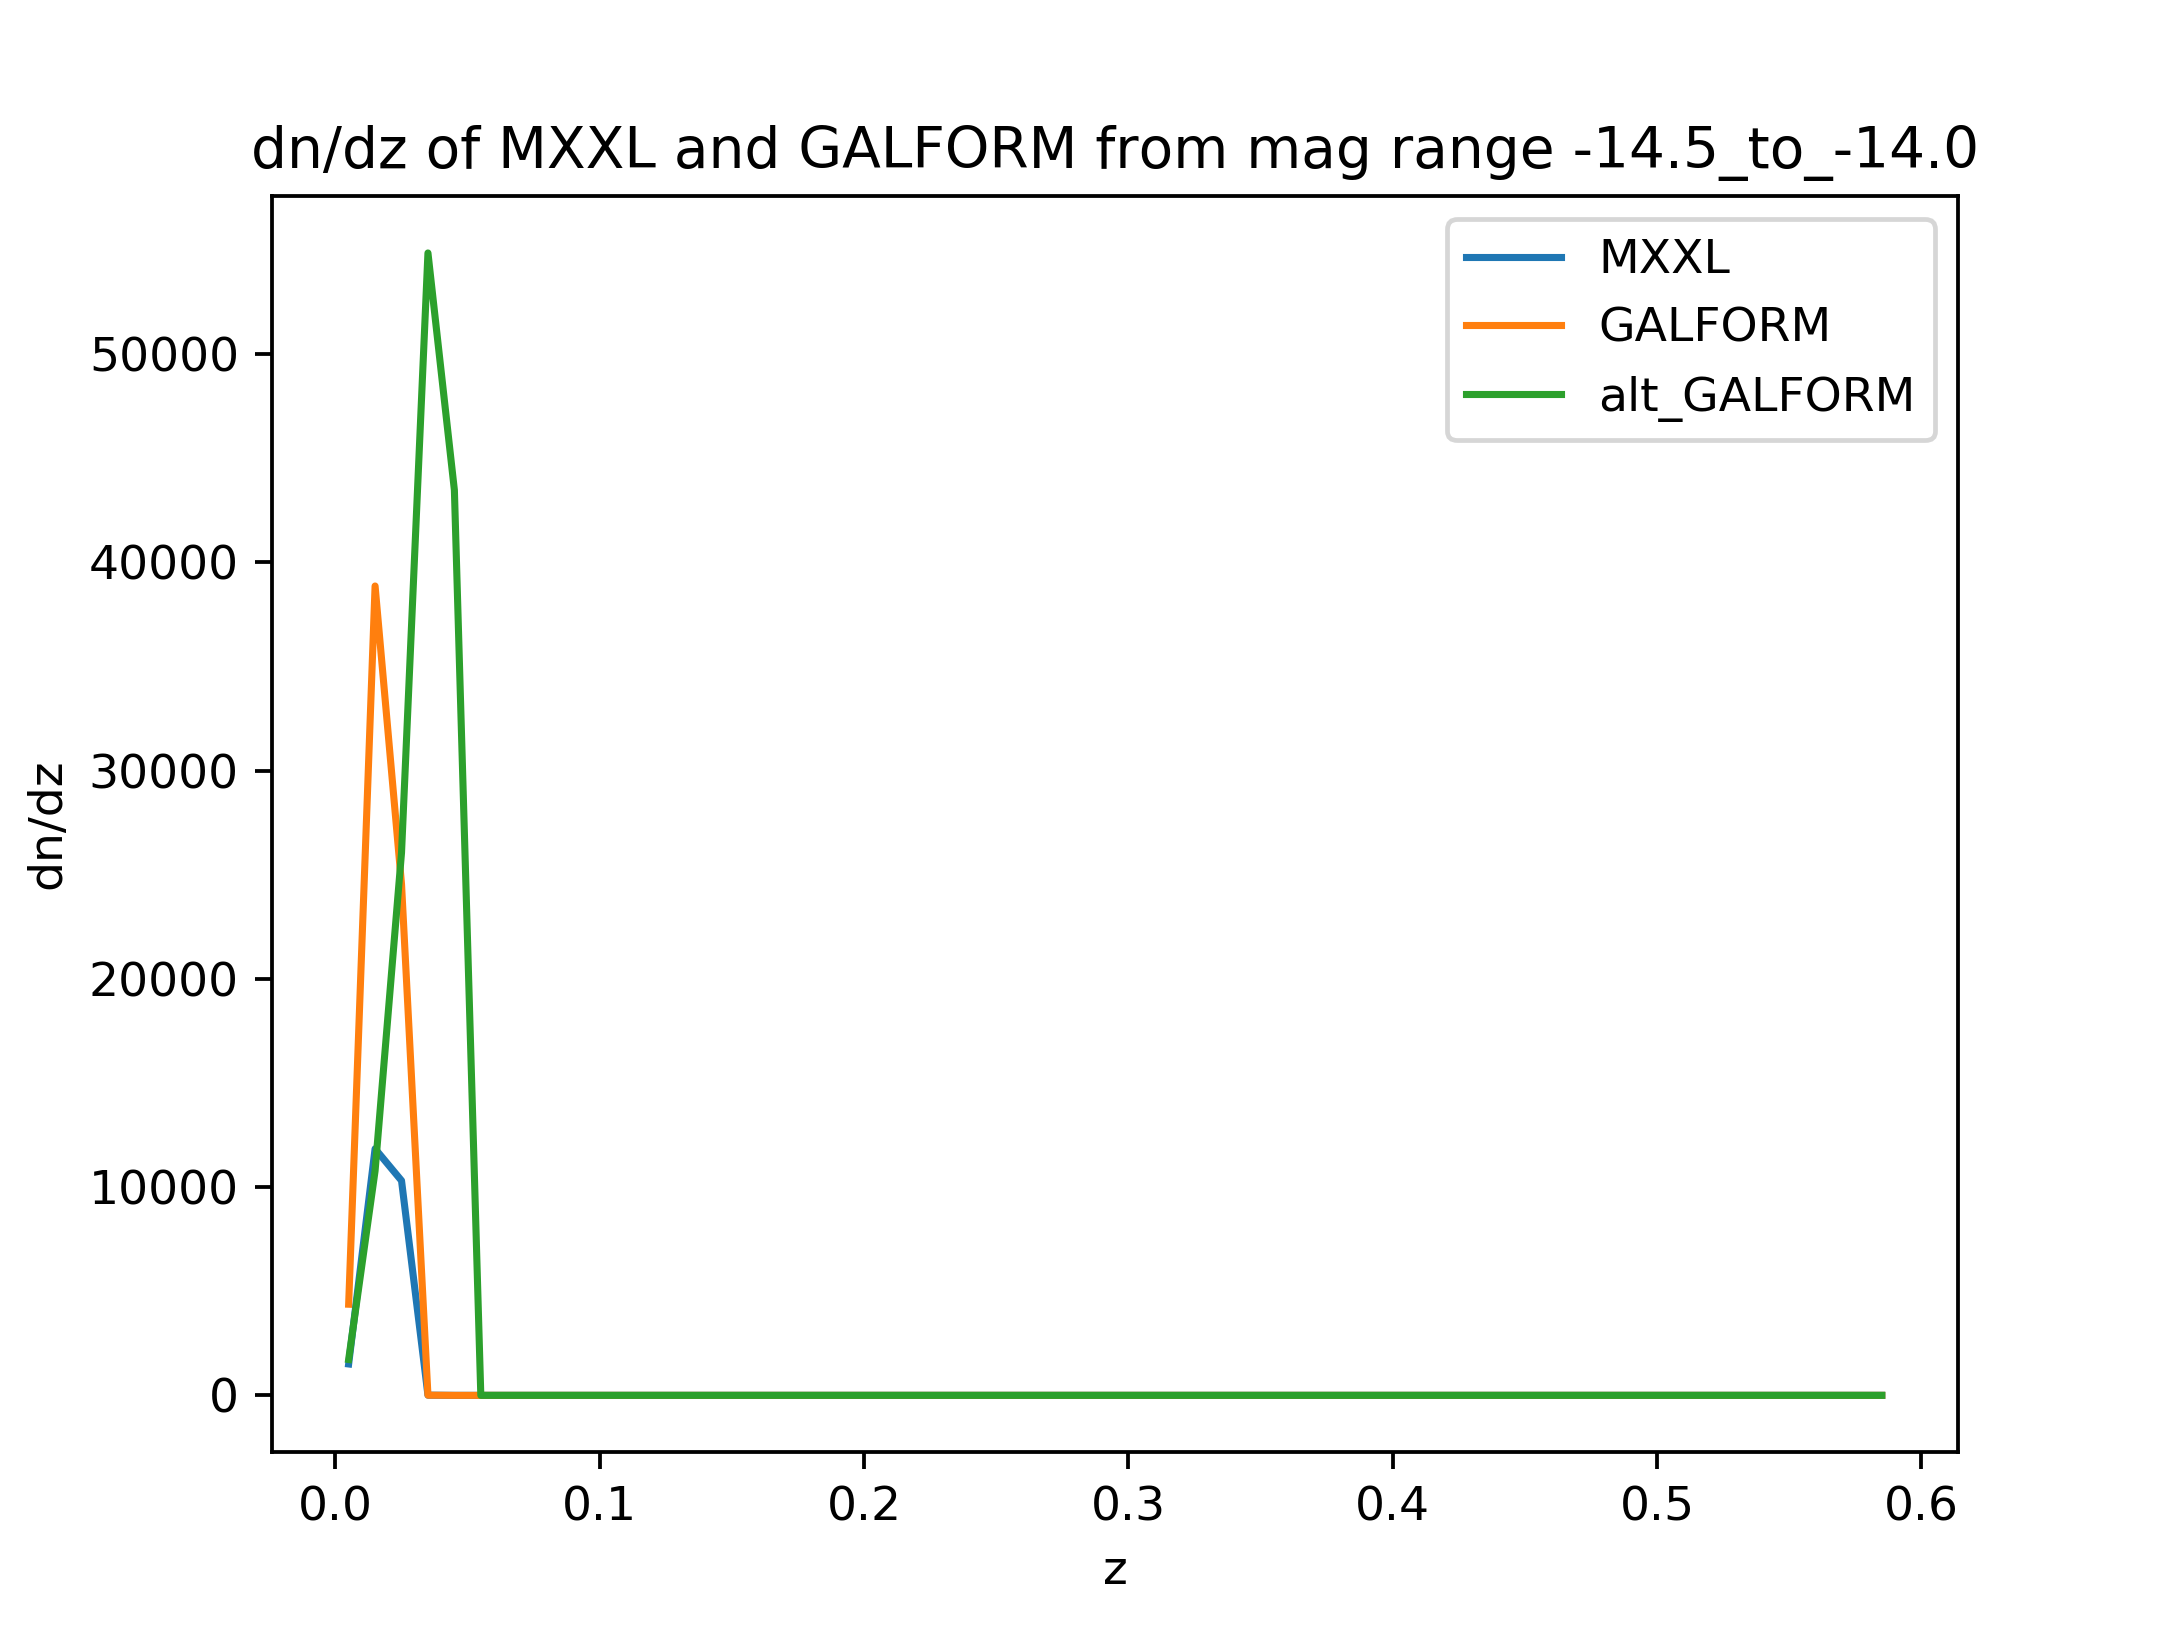 dn/dz of MXXL and GALFORM from mag range -14.5_to_-14.0
MXXL
GALFORM
alt_GALFORM
50000
40000
30000
20000
10000
0
dn/dz
0.0 0.1 0.2 0.3 0.4 0.5 0.6
z